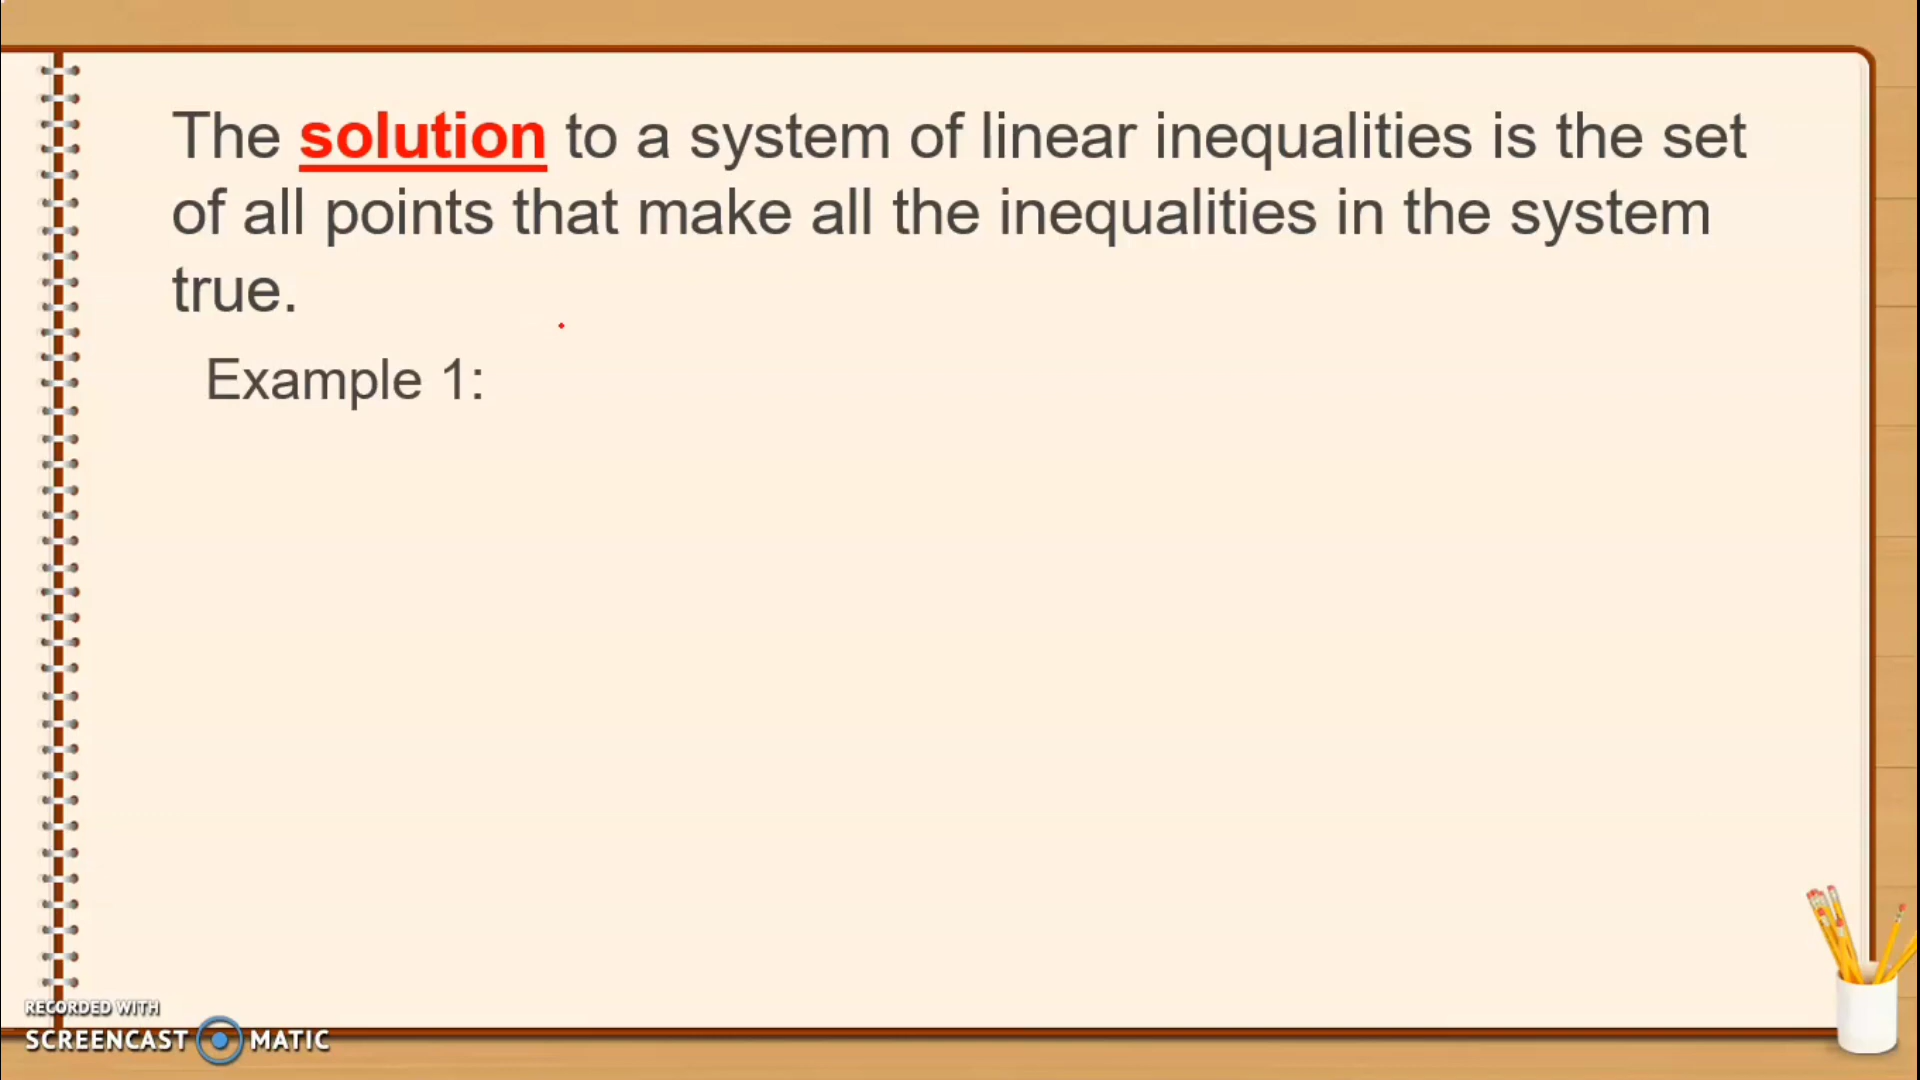 The solution to a system of linear inequalities is the set
of all points that make all the inequalities in the system
true.
Example 1:
RECORDED WITH
SCREENCAST MATIC